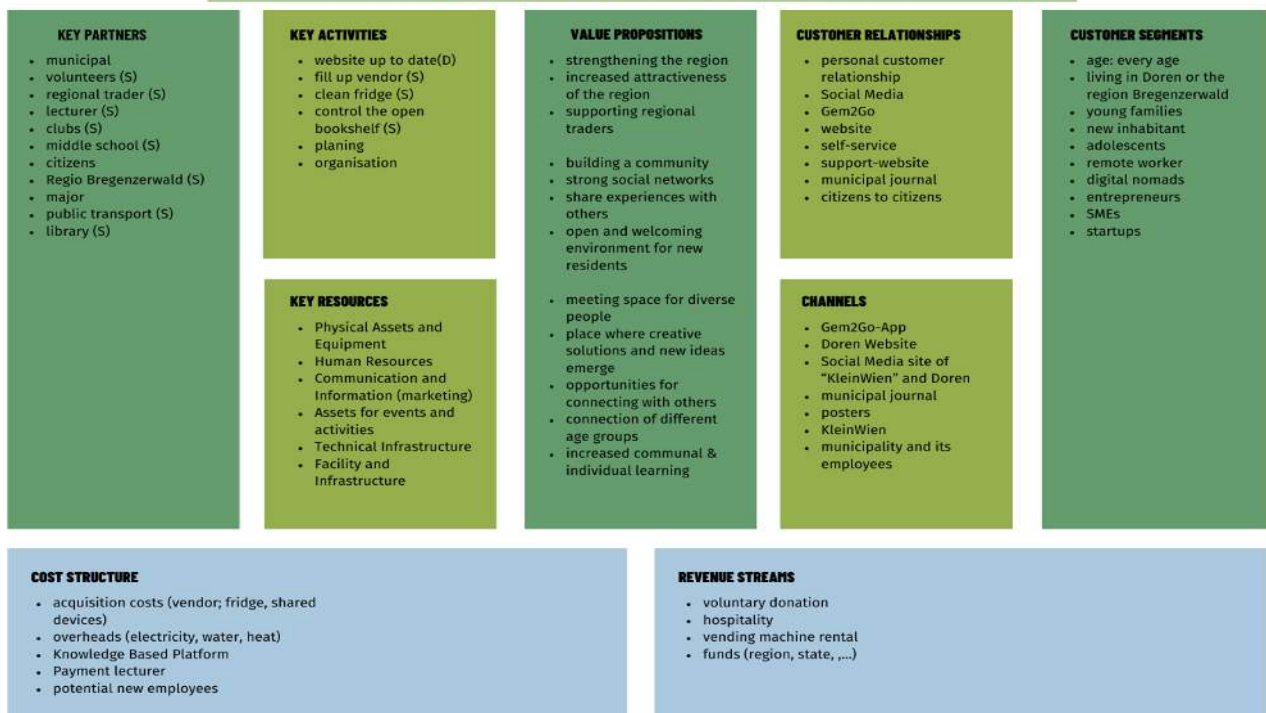 KEY PARTNERS
• municipal
• volunteers (S)
• regional trader (S)
• lecturer (S)
• clubs (S)
• middle school (S)
• citizens
• Regio Bregenzerwald (S)
• major
• public transport (S)
• library (S)
KEY ACTIVITIES
• website up to date(D)
• fill up vendor (S)
• clean fridge (S)
• control the open
bookshelf (S)
• planing
• organisation
KEY RESOURCES
• Physical Assets and
Equipment
• Human Resources
• Communication and
Information (marketing)
• Assets for events and
activities
• Technical Infrastructure
• Facility and
Infrastructure
VALUE PROPOSITIONS
• strengthening the region
• increased attractiveness
of the region
• supporting regional
traders
• building a community
• strong social networks
• share experiences with
others
• open and welcoming
environment for new
residents
• meeting space for diverse
people
• place where creative
solutions and new ideas
emerge
• opportunities for
connecting with others
• connection of different
age groups
• increased communal &
individual learning
CUSTOMER RELATIONSHIPS
• personal customer
relationship
• Social Media
• Gem2Go
• website
• self-service
• support-website
• municipal journal
• citizens to citizens
CHANNELS
• Gem2Go-App
• Doren Website
• Social Media site of
"KleinWien" and Doren
• municipal journal
• posters
• KleinWien
• municipality and its
employees
CUSTOMER SEGMENTS
• age: every age
• living in Doren or the
region Bregenzerwald
• young families
• new inhabitant
• adolescents
• remote worker
• digital nomads
• entrepreneurs
• SMEs
• startups
COST STRUCTURE
• acquisition costs (vendor; fridge, shared
devices)
• overheads (electricity, water, heat)
• Knowledge Based Platform
• Payment lecturer
• potential new employees
REVENUE STREAMS
• voluntary donation
• hospitality
• vending machine rental
• funds (region, state, ,...)